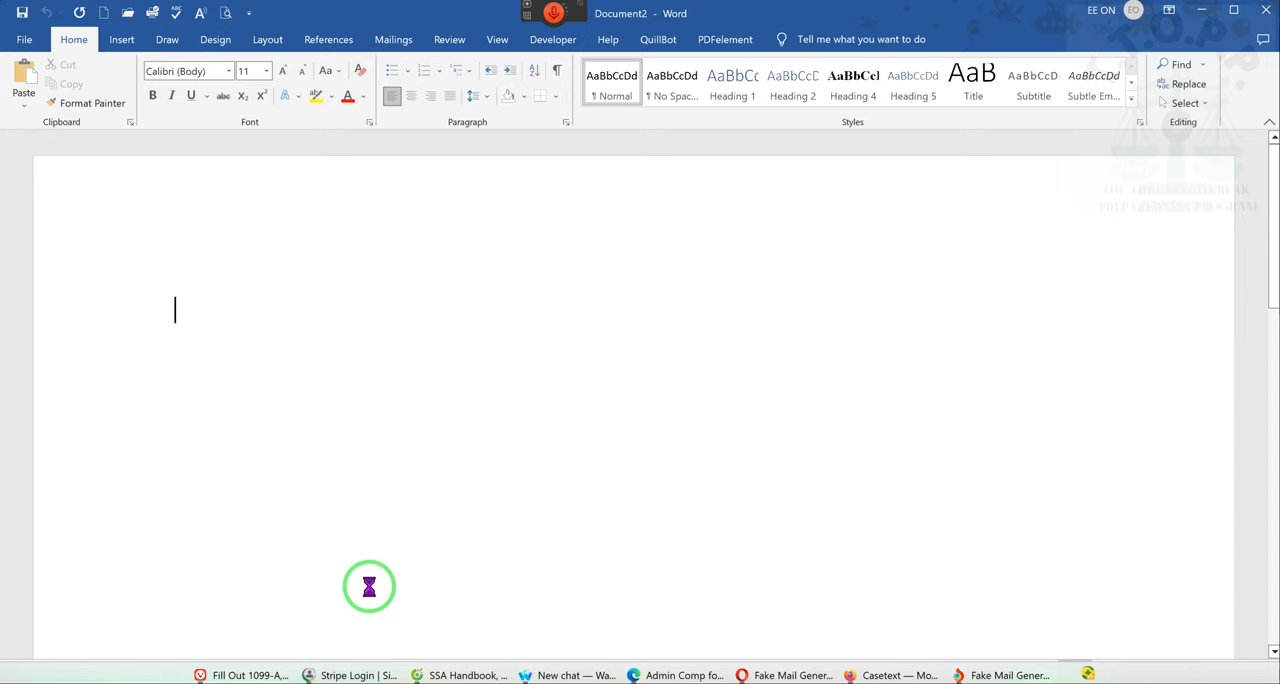 Document2 - Word
EE ON
EO
File Home Insert Draw Design Layout References Mailings Review View Developer Help QuillBot PDFelement Tell me what you want to do
Paste
Cut
Copy
Format Painter
Clipboard
Calibri (Body) 11
Font
Paragraph
AaBbCcDd AaBbCcDd AaBbCc AaBbCcD AaBbCcI AaBbCcDd AaB AaBbCcD AaBbCcDd
¶ Normal ¶ No Spac... Heading 1 Heading 2 Heading 4 Heading 5 Title Subtitle Subtle Em...
Styles
Find
Replace
Select
Editing
T.O.P.P.
PREPAREDNESS PROGRAM
Fill Out 1099-A,... Stripe Login | Si... SSA Handbook, ... New chat — Wa... Admin Comp fo... Fake Mail Gener... Casetext — Mo... Fake Mail Gener...